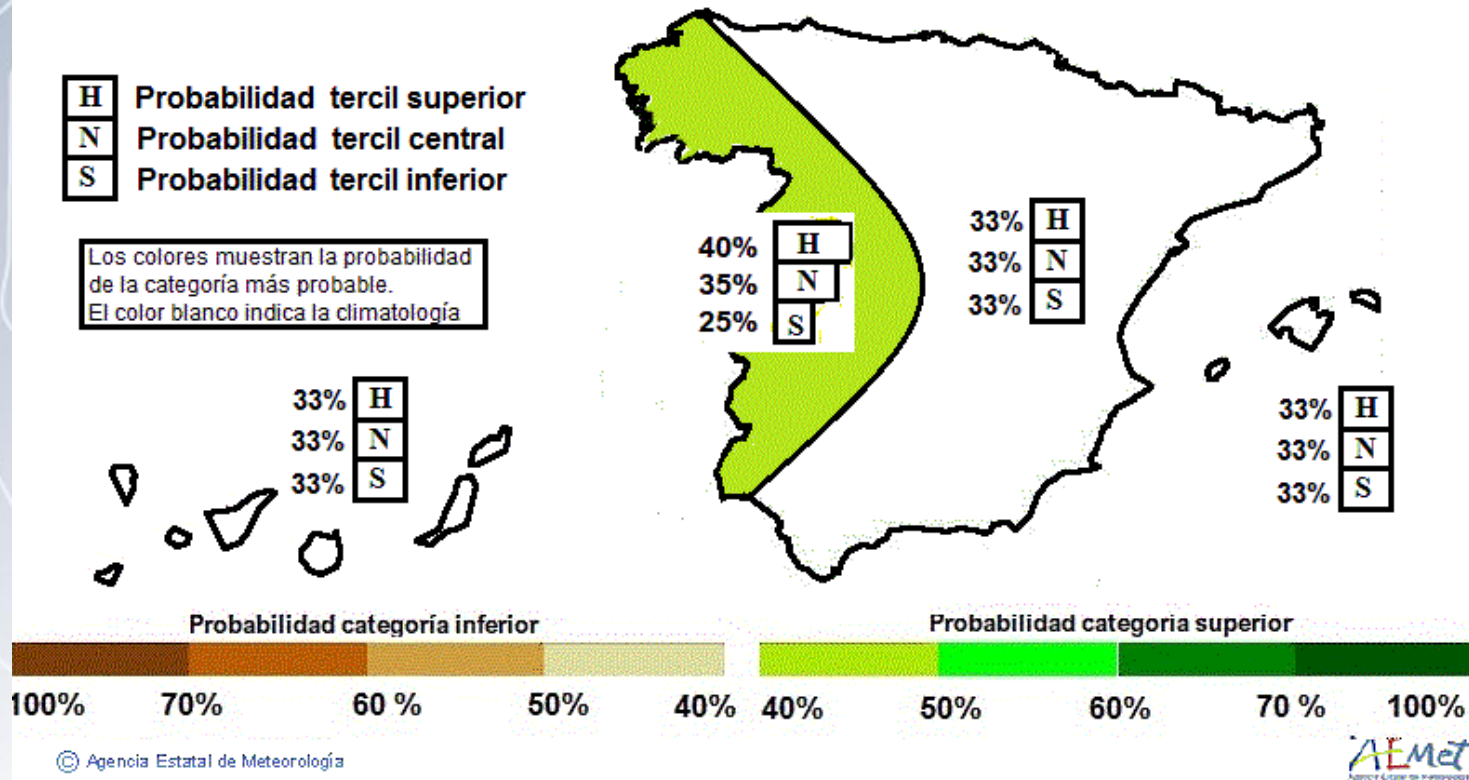 H Probabilidad tercil superior
N Probabilidad tercil central
S Probabilidad tercil inferior
Los colores muestran la probabilidad
de la categoría más probable.
El color blanco indica la climatología
40% H
35% N
25% S
33% H
33% N
33% S
33% H
33% N
33% S
33% H
33% N
33% S
Probabilidad categoría inferior
100% 70% 60 % 50% 40%
Probabilidad categoria superior
40% 50% 60% 70 % 100%
© Agencia Estatal de Meteorología
AEMet